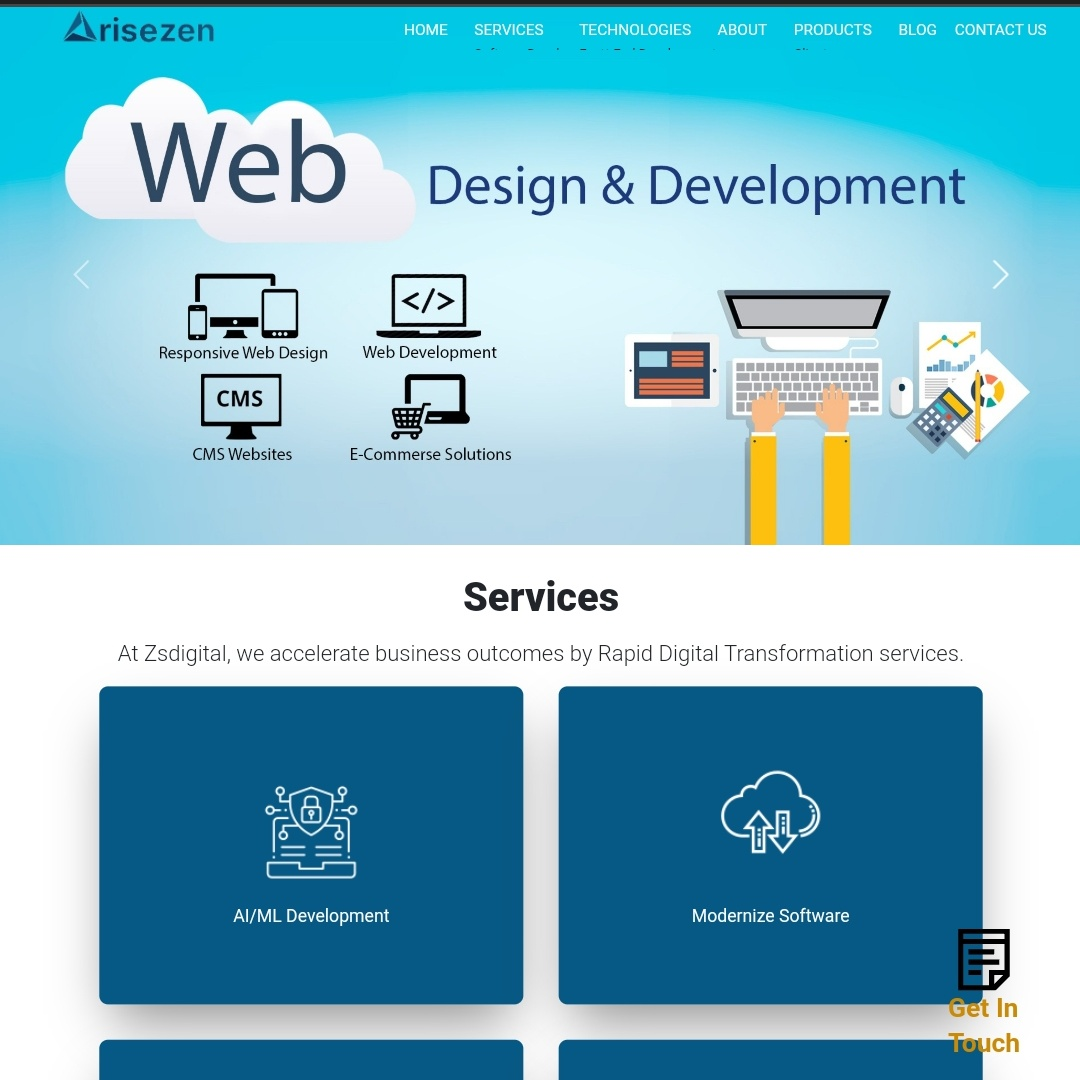 Arisezen
HOME SERVICES TECHNOLOGIES ABOUT PRODUCTS BLOG CONTACT US
Web
Design & Development
Responsive Web Design
Web Development
CMS
CMS Websites
E-Commerse Solutions
Services
At Zsdigital, we accelerate business outcomes by Rapid Digital Transformation services.
AI/ML Development
Modernize Software
Get In
Touch